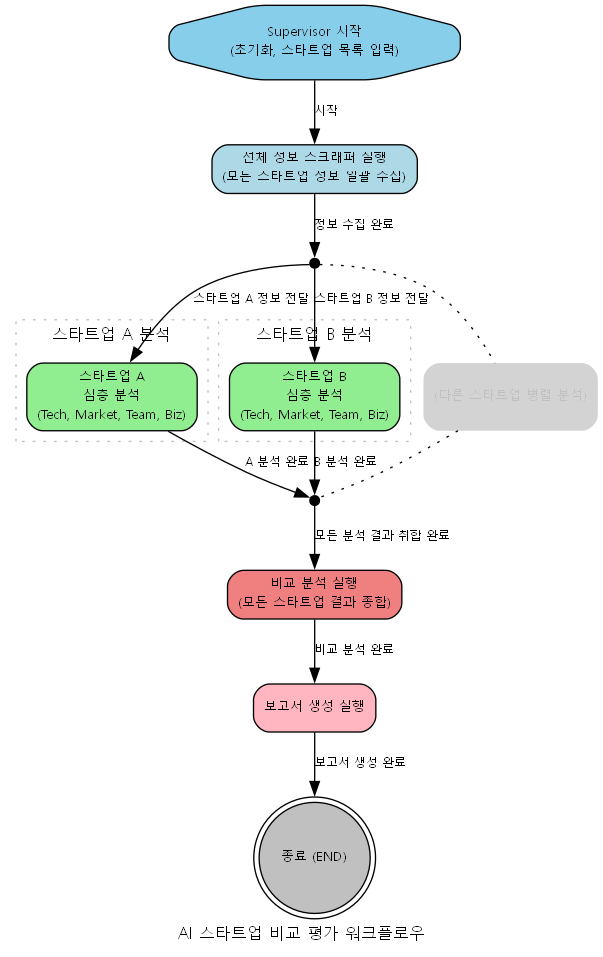 Supervisor 시작
(초기화, 스타트업 목록 입력)
시작
선체 정보 스크래퍼 실행
(모든 스타트업 정보 일괄 수집)
정보 수집 완료
스타트업 A 정보 전달
스타트업 B 정보 전달
스타트업 A 분석
스타트업 B 분석
스타트업 A
심층 분석
(Tech, Market, Team, Biz)
스타트업 B
심층 분석
(Tech, Market, Team, Biz)
(다른 스타트업 병렬 분석)
A 분석 완료
B 분석 완료
모든 분석 결과 취합 완료
비교 분석 실행
(모든 스타트업 결과 종합)
비교 분석 완료
보고서 생성 실행
보고서 생성 완료
종료 (END)
AI 스타트업 비교 평가 워크플로우